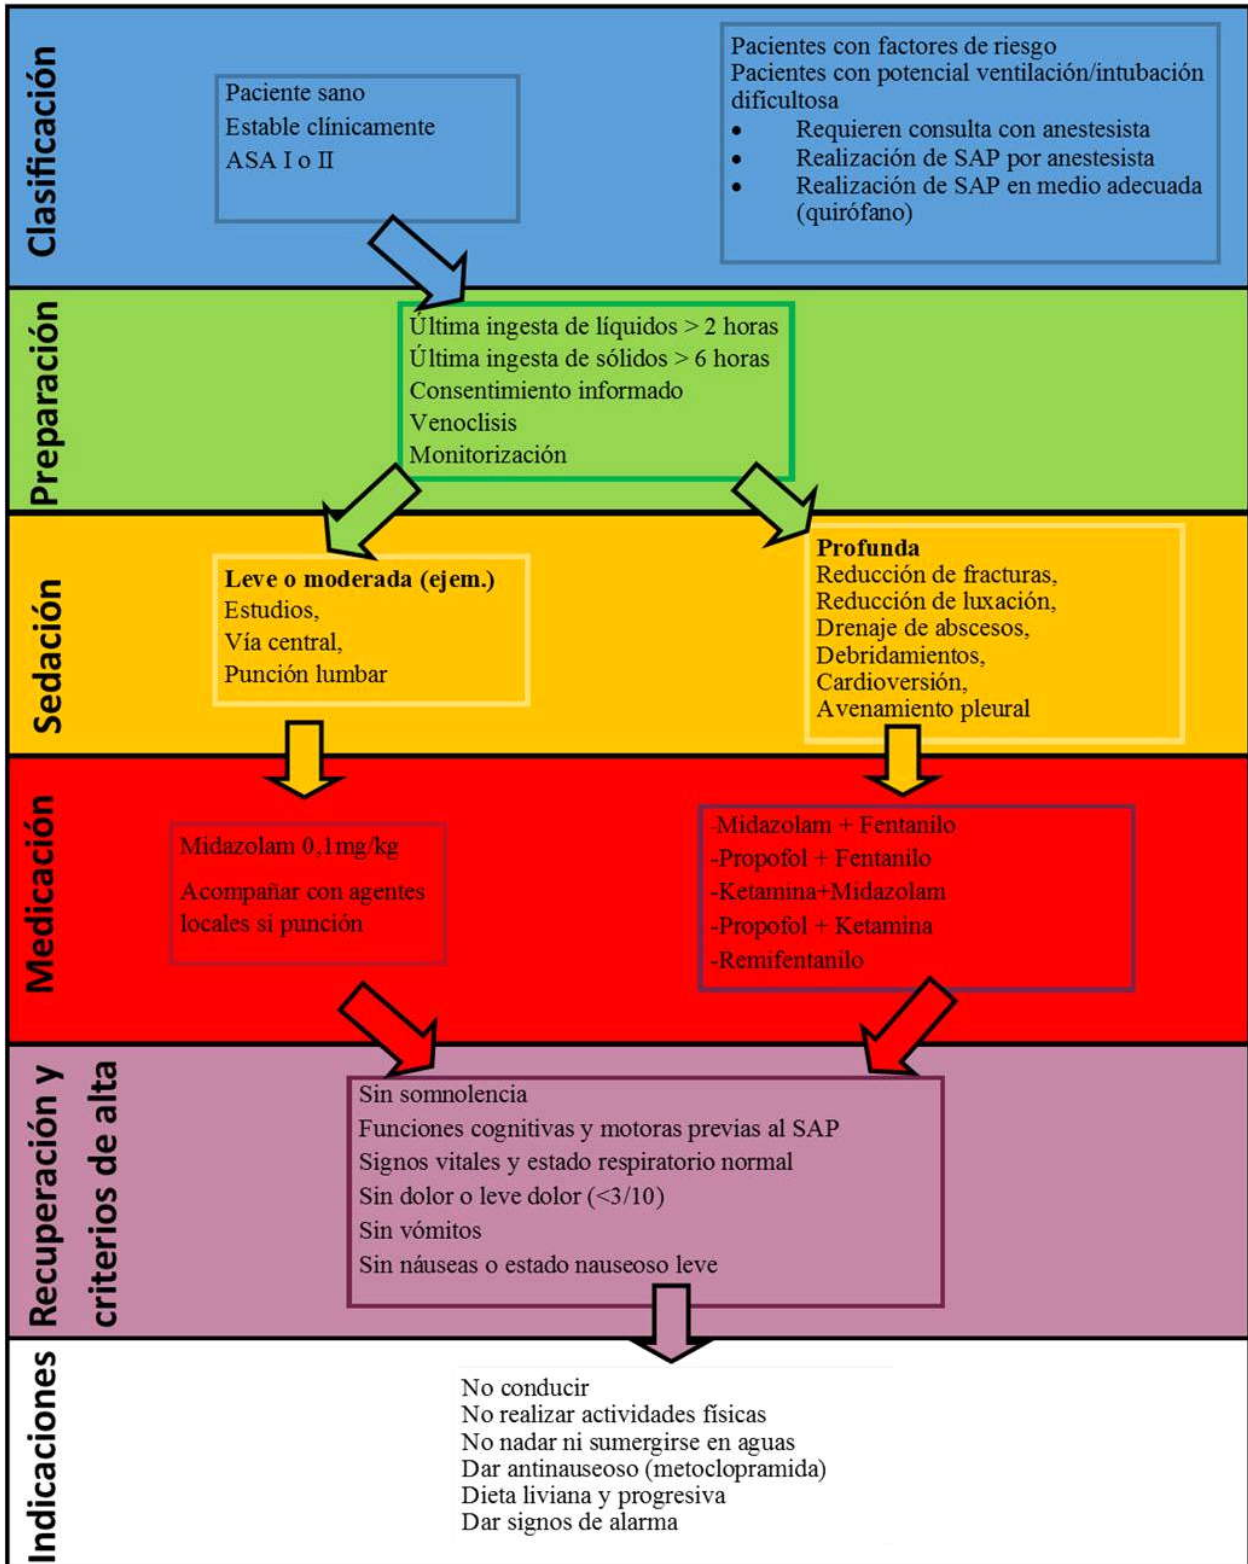 Clasificación
Paciente sano
Estable clínicamente
ASA I o II
Pacientes con factores de riesgo
Pacientes con potencial ventilación/intubación
dificultosa
• Requieren consulta con anestesista
• Realización de SAP por anestesista
• Realización de SAP en medio adecuada
(quirófano)
Preparación
Última ingesta de líquidos > 2 horas
Última ingesta de sólidos > 6 horas
Consentimiento informado
Venoclisis
Monitorización
Sedación
Leve o moderada (ejem.)
Estudios,
Vía central,
Punción lumbar
Profunda
Reducción de fracturas,
Reducción de luxación,
Drenaje de abscesos,
Debridamientos,
Cardioversión,
Avenamiento pleural
Medicación
Midazolam 0,1mg/kg
Acompañar con agentes
locales si punción
-Midazolam + Fentanilo
-Propofol + Fentanilo
-Ketamina+Midazolam
-Propofol + Ketamina
-Remifentanilo
Recuperación y
criterios de alta
Sin somnolencia
Funciones cognitivas y motoras previas al SAP
Signos vitales y estado respiratorio normal
Sin dolor o leve dolor (<3/10)
Sin vómitos
Sin náuseas o estado nauseoso leve
Indicaciones
No conducir
No realizar actividades físicas
No nadar ni sumergirse en aguas
Dar antinauseoso (metoclopramida)
Dieta liviana y progresiva
Dar signos de alarma